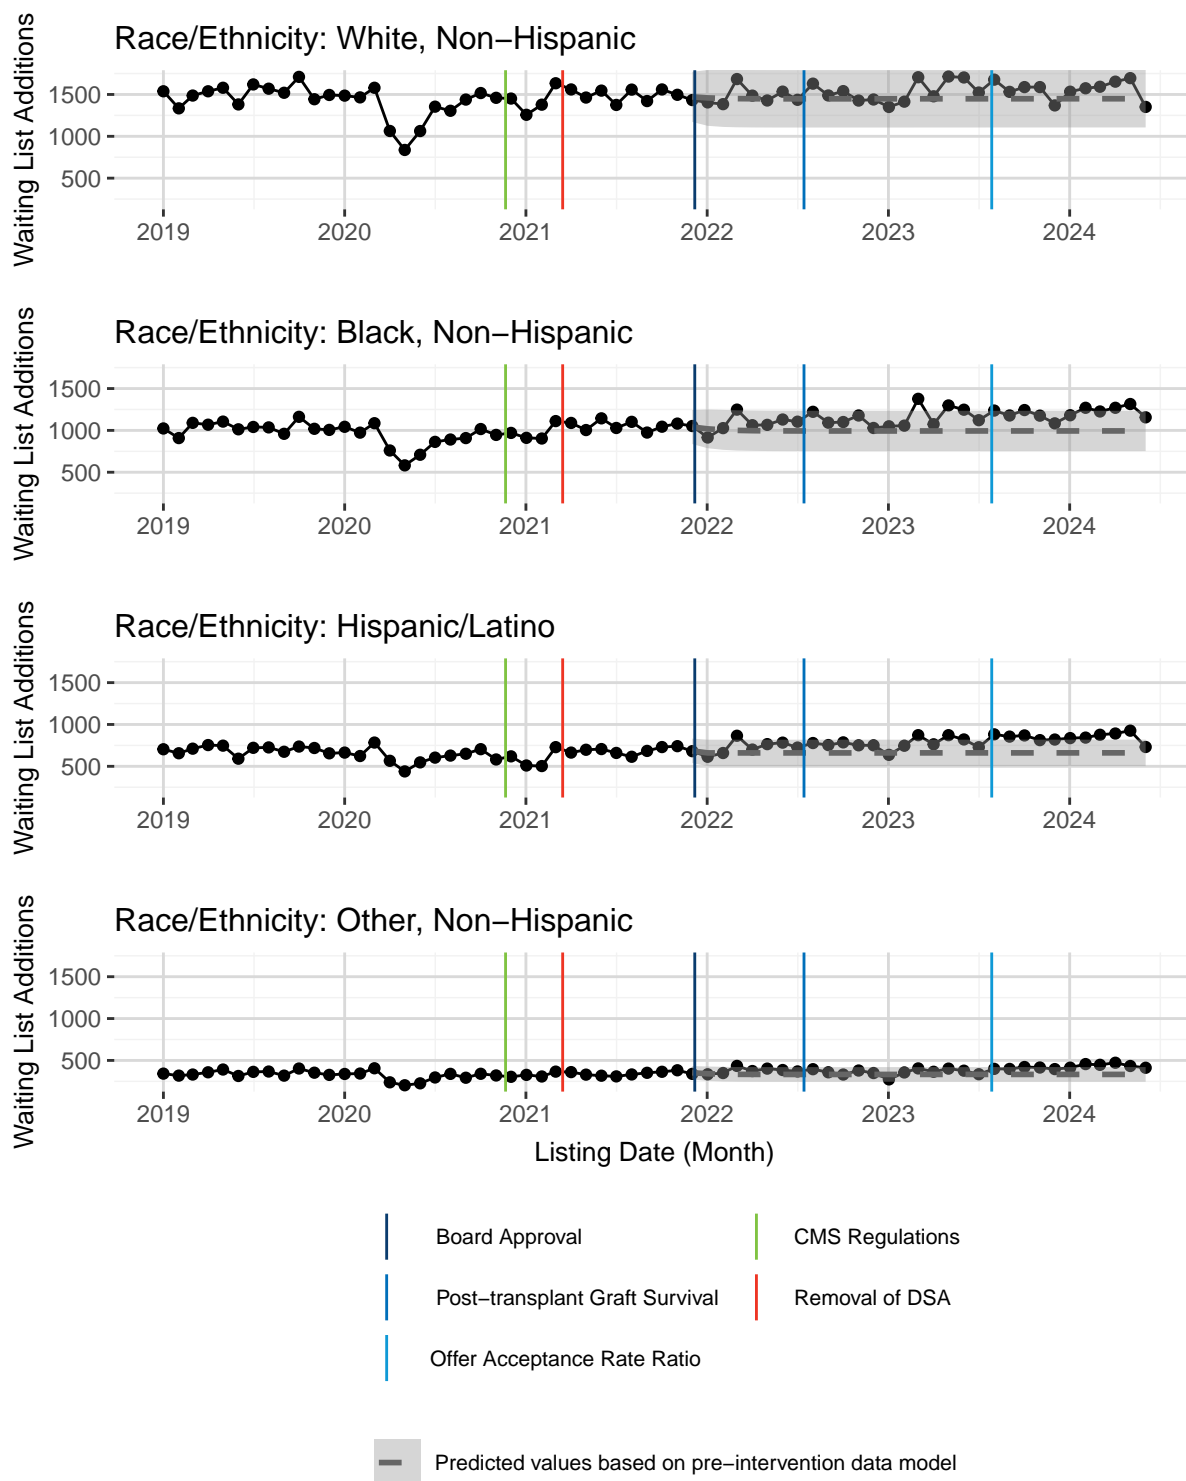 Race/Ethnicity: White, Non−Hispanic
Waiting List Additions
1500
1000
500
2019 2020 2021 2022 2023 2024
Race/Ethnicity: Black, Non−Hispanic
Waiting List Additions
1500
1000
500
2019 2020 2021 2022 2023 2024
Race/Ethnicity: Hispanic/Latino
Waiting List Additions
1500
1000
500
2019 2020 2021 2022 2023 2024
Race/Ethnicity: Other, Non−Hispanic
Waiting List Additions
1500
1000
500
2019 2020 2021 2022 2023 2024
Listing Date (Month)
Board Approval CMS Regulations
Post−transplant Graft Survival Removal of DSA
Offer Acceptance Rate Ratio
Predicted values based on pre−intervention data model